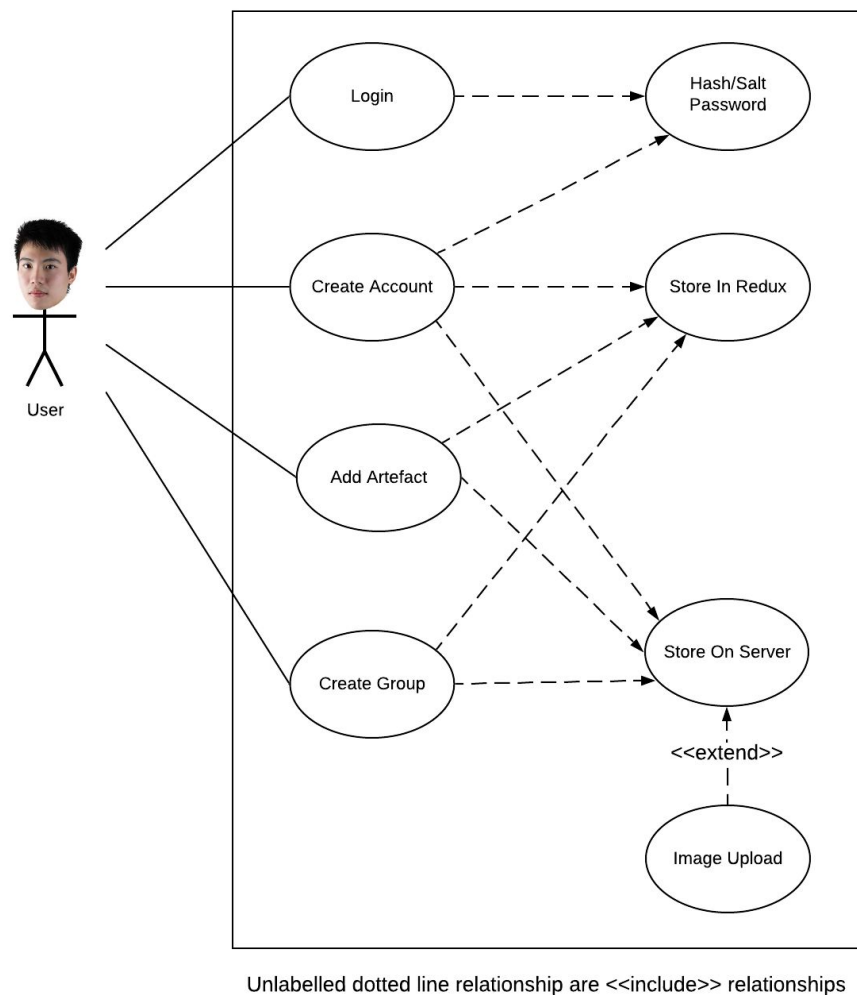 Login
Hash/Salt
Password
Create Account
Store In Redux
User
Add Artefact
Create Group
Store On Server
<<extend>>
Image Upload
Unlabelled dotted line relationship are <<include>> relationships